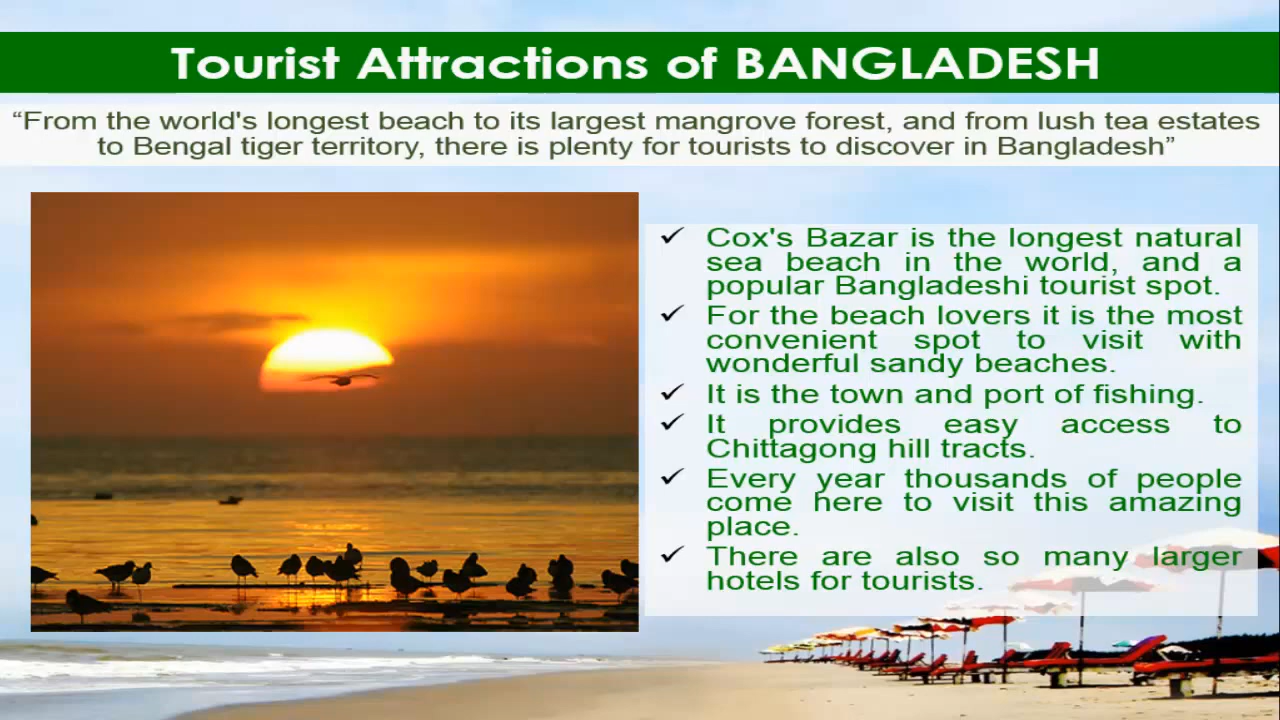 Tourist Attractions of BANGLADESH
“From the world's longest beach to its largest mangrove forest, and from lush tea estates
to Bengal tiger territory, there is plenty for tourists to discover in Bangladesh”
✓ Cox's Bazar is the longest natural
sea beach in the world, and a
popular Bangladeshi tourist spot.
✓ For the beach lovers it is the most
convenient spot to visit with
wonderful sandy beaches.
✓ It is the town and port of fishing.
✓ It provides easy access to
Chittagong hill tracts.
✓ Every year thousands of people
come here to visit this amazing
place.
✓ There are also so many larger
hotels for tourists.